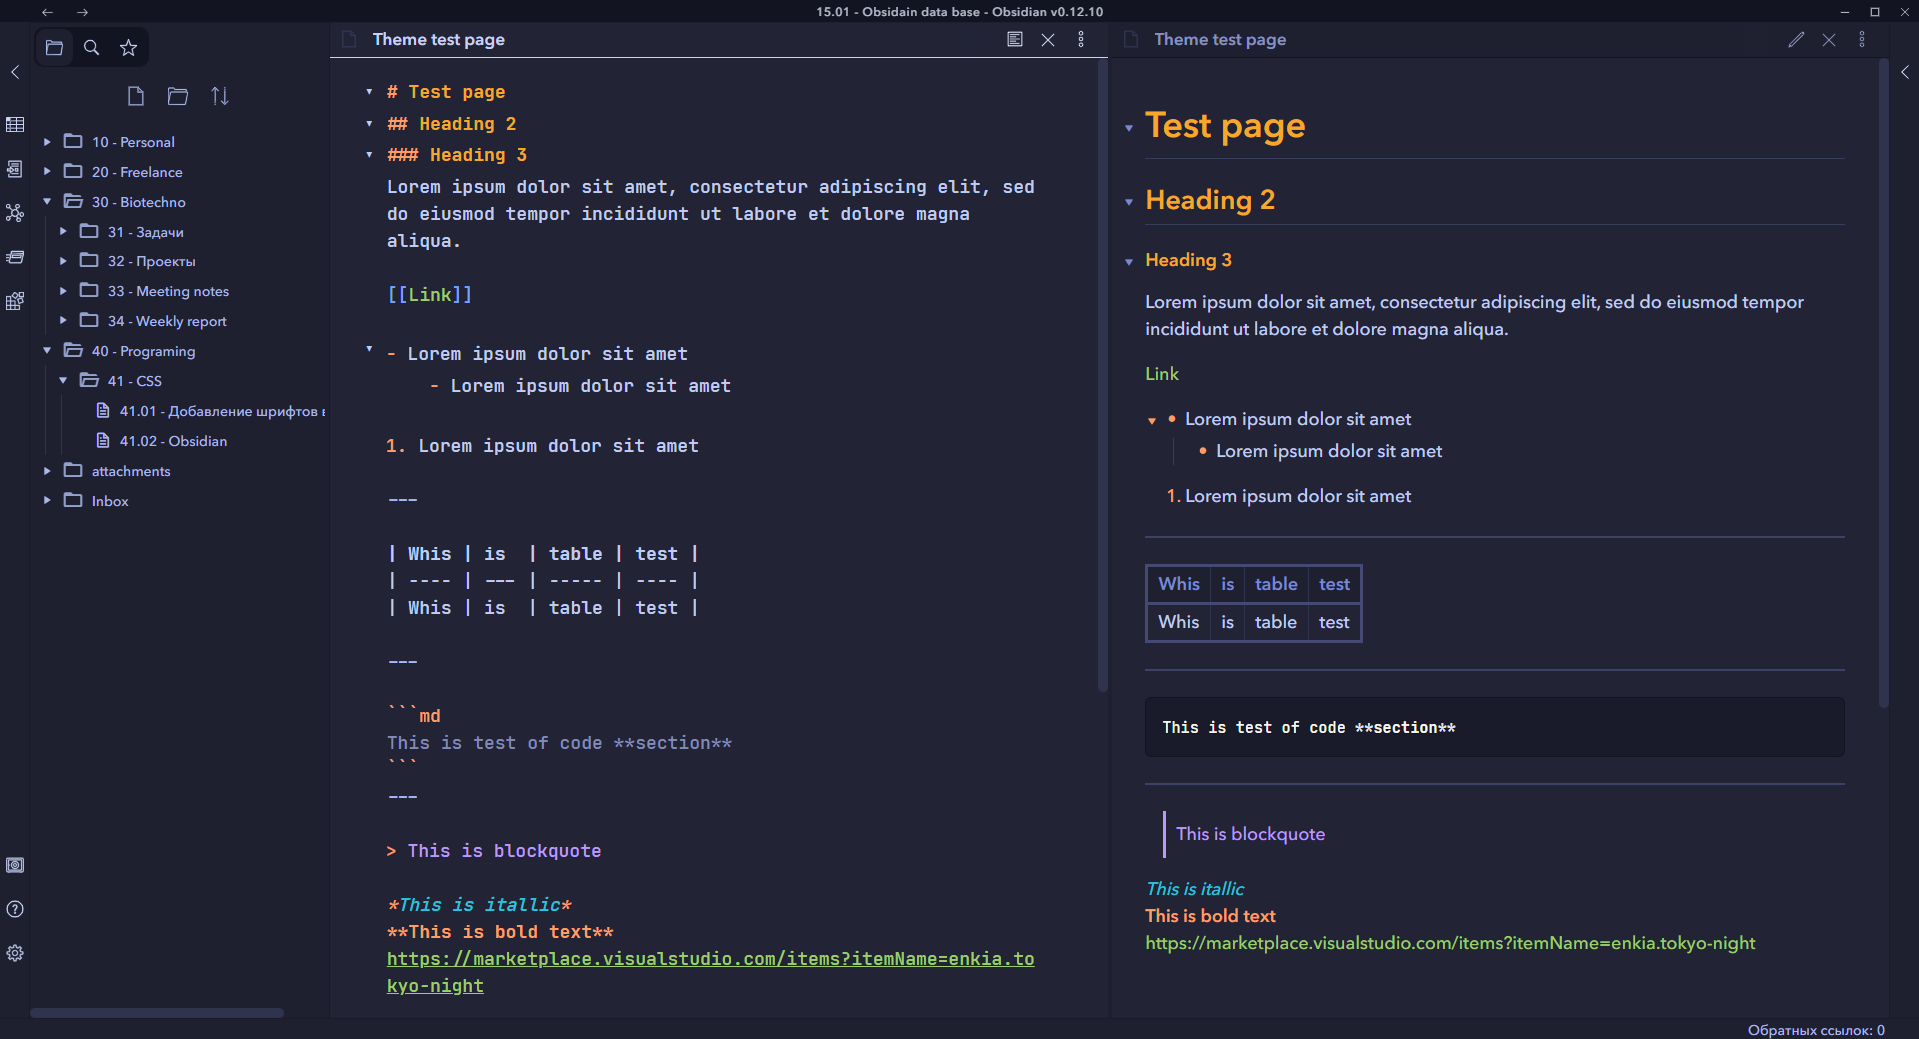 15.01 - Obsidain data base - Obsidian v0.12.10
10 - Personal
20 - Freelance
30 - Biotechno
31 - Задачи
32 - Проекты
33 - Meeting notes
34 - Weekly report
40 - Programing
41 - CSS
41.01 - Добавление шрифтов в
41.02 - Obsidian
attachments
Inbox
Theme test page
# Test page
## Heading 2
### Heading 3
Lorem ipsum dolor sit amet, consectetur adipiscing elit, sed
do eiusmod tempor incididunt ut labore et dolore magna
aliqua.
[[Link]]
- Lorem ipsum dolor sit amet
- Lorem ipsum dolor sit amet
1. Lorem ipsum dolor sit amet
---
| Whis | is | table | test |
| ---- | --- | ----- | ---- |
| Whis | is | table | test |
---
```md
This is test of code **section**
```
---
> This is blockquote
*This is itallic*
**This is bold text**
https://marketplace.visualstudio.com/items?itemName=enkia.to
kyo-night
Theme test page
Test page
Heading 2
Heading 3
Lorem ipsum dolor sit amet, consectetur adipiscing elit, sed do eiusmod tempor
incididunt ut labore et dolore magna aliqua.
Link
• Lorem ipsum dolor sit amet
• Lorem ipsum dolor sit amet
1. Lorem ipsum dolor sit amet
Whis is table test
Whis is table test
This is test of code **section**
This is blockquote
This is itallic
This is bold text
https://marketplace.visualstudio.com/items?itemName=enkia.tokyo-night
Обратных ссылок: 0